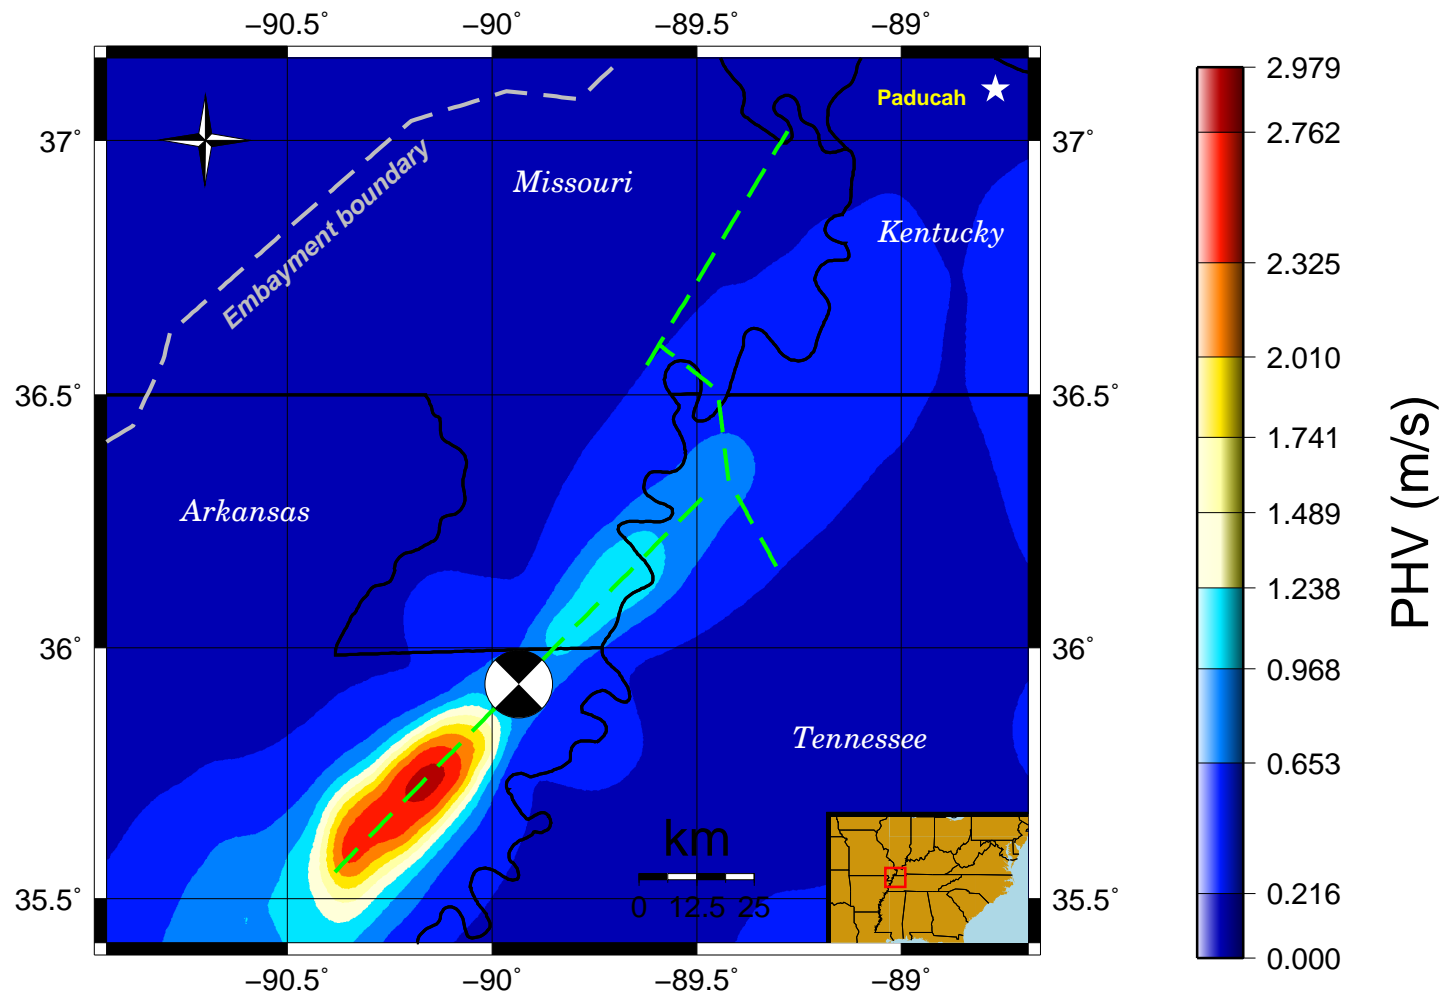 −90.5˚ −90˚ −89.5˚ −89˚
Paducah
37˚ 37˚
Embayment boundary
Missouri
Kentucky
36.5˚ 36.5˚
Arkansas
36˚ 36˚
Tennessee
km
0 12.5 25
35.5˚ 35.5˚
−90.5˚ −90˚ −89.5˚ −89˚
2.979
2.762
2.325
2.010
1.741
1.489
1.238
0.968
0.653
0.216
0.000
PHV (m/s)